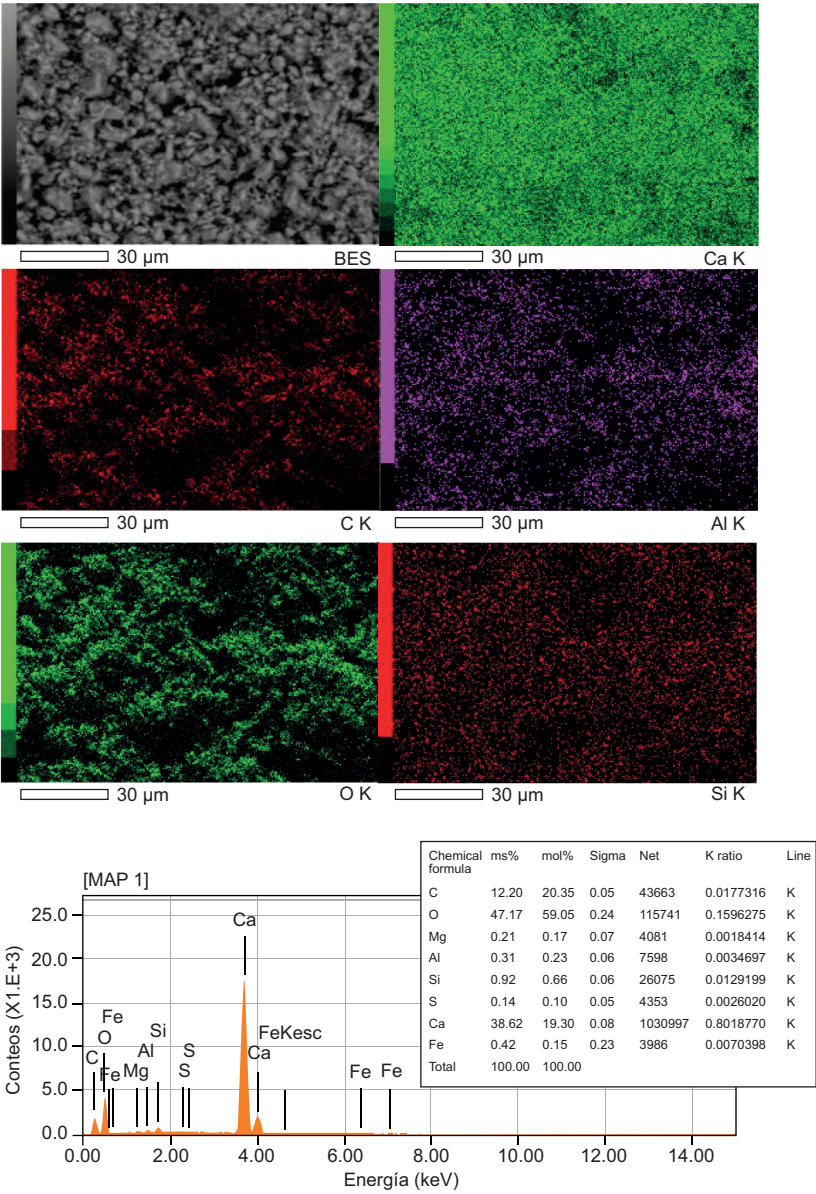 30 µm BES
30 µm Ca K
30 µm C K
30 µm Al K
30 µm O K
30 µm Si K
[MAP 1]
Conteos (X1.E+3)
25.0
20.0
15.0
10.0
5.0
0.0
Ca
Fe
O
C
Fe
Mg
Al
Si
S
S
FeKesc
Ca
Fe
Fe
0.00 2.00 4.00 6.00 8.00 10.00 12.00 14.00
Energía (keV)
Chemical formula ms% mol% Sigma Net K ratio Line
C 12.20 20.35 0.05 43663 0.0177316 K
O 47.17 59.05 0.24 115741 0.1596275 K
Mg 0.21 0.17 0.07 4081 0.0018414 K
Al 0.31 0.23 0.06 7598 0.0034697 K
Si 0.92 0.66 0.06 26075 0.0129199 K
S 0.14 0.10 0.05 4353 0.0026020 K
Ca 38.62 19.30 0.08 1030997 0.8018770 K
Fe 0.42 0.15 0.23 3986 0.0070398 K
Total 100.00 100.00